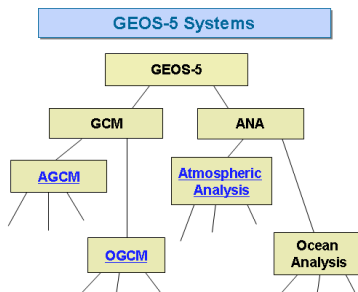 GEOS-5 Systems
GEOS-5
GCM
ANA
AGCM
Atmospheric
Analysis
OGCM
Ocean
Analysis